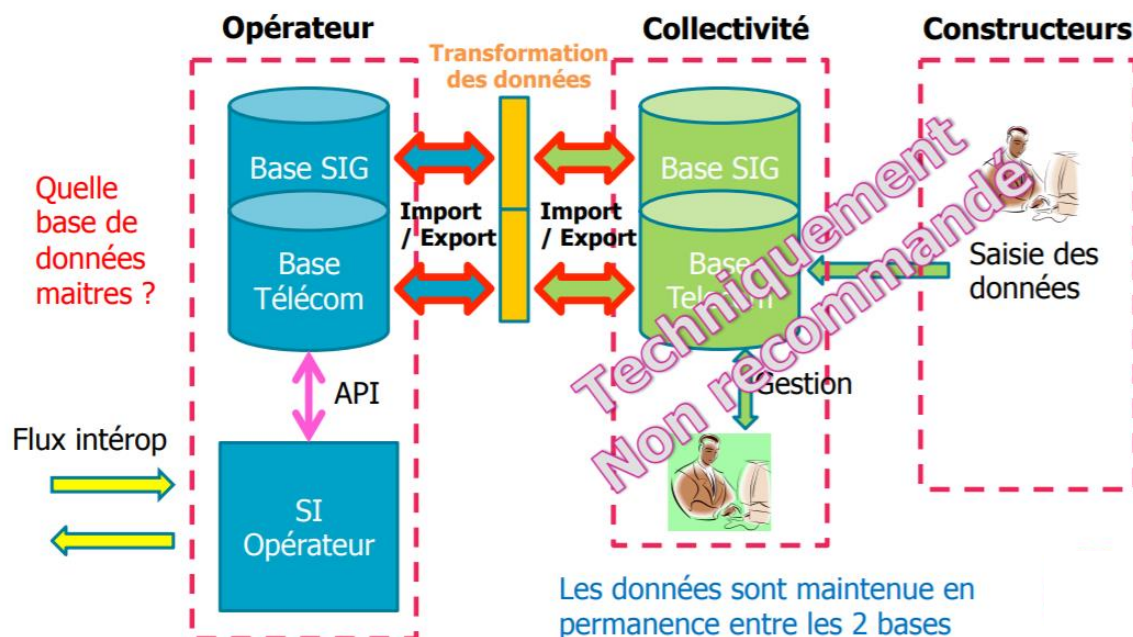 Opérateur
Collectivité
Constructeurs
Transformation
des données
Base SIG
Base SIG
Quelle
base de
données
maitres ?
Import
/ Export
Import
/ Export
Base
Télécom
Base
Telecom
Saisie des
données
Techniquement
Non recommandé
API
Gestion
Flux intérop
SI
Opérateur
Les données sont maintenue en
permanence entre les 2 bases